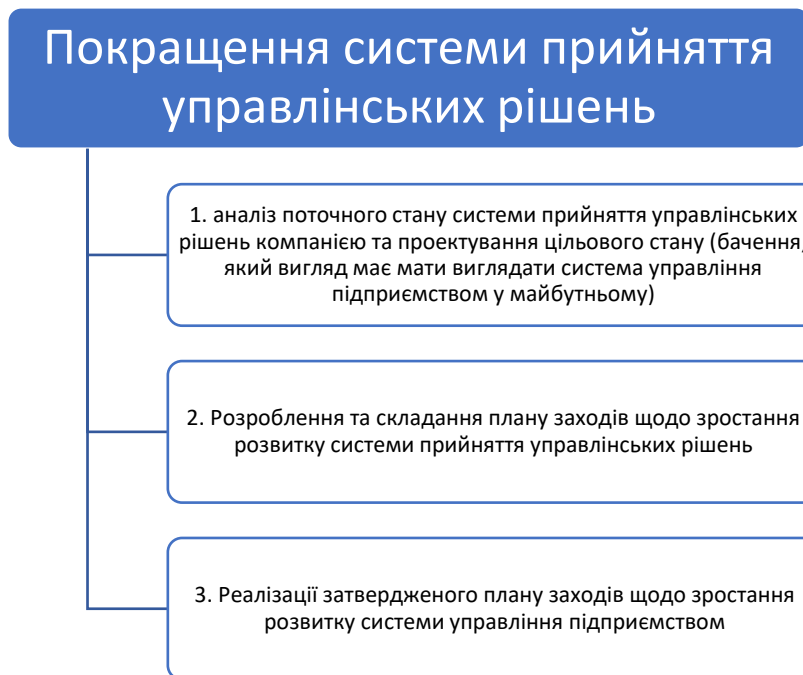 Покращення системи прийняття
управлінських рішень
1. аналіз поточного стану системи прийняття управлінських
рішень компанією та проектування цільового стану (бачення,
який вигляд має мати виглядати система управління
підприємством у майбутньому)
2. Розроблення та складання плану заходів щодо зростання
розвитку системи прийняття управлінських рішень
3. Реалізації затвердженого плану заходів щодо зростання
розвитку системи управління підприємством